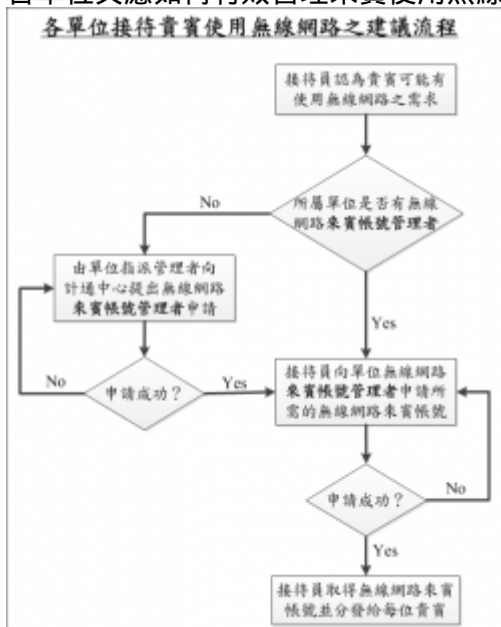 各單位接待貴賓使用無線網路之建議流程
接待員認為貴賓可能有
使用無線網路之需求
所屬單位是否有無線
網路來賓帳號管理者
No
由單位指派管理者向
計通中心提出無線網路
來賓帳號管理者申請
Yes
申請成功？
No
Yes
接待員向單位無線網路
來賓帳號管理者申請所
需的無線網路來賓帳號
申請成功？
No
Yes
接待員取得無線網路來賓
帳號並分發給每位貴賓